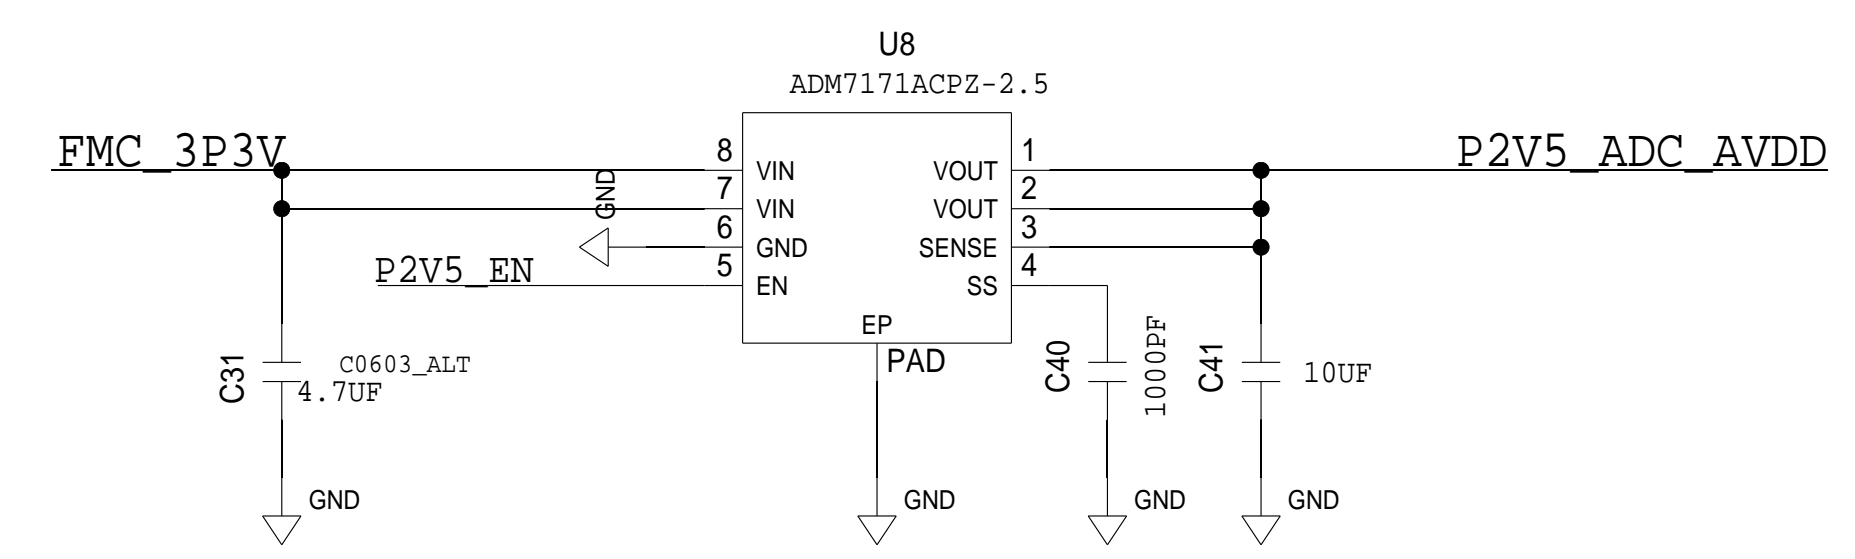 U8
ADM7171ACPZ-2.5
FMC_3P3V
8
VIN
VOUT
1
P2V5_ADC_AVDD
7
VIN
VOUT
2
GND
6
GND
SENSE
3
P2V5_EN
5
EN
SS
4
EP
PAD
C31
C0603_ALT
4.7UF
C40
1000PF
C41
10UF
GND
GND
GND
GND